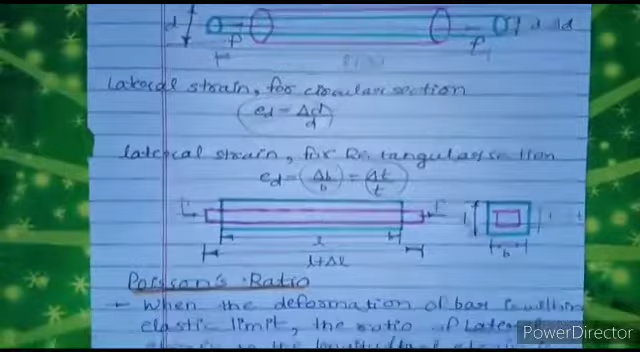 d
P
P
Lateral strain, for circular section
ed = Δd/d
lateral strain, for Rectangular section
ed = (Δb/b) = (Δt/t)
l
b
l+Δl
Poisson's Ratio
When the deformation of bar is within
elastic limit, the ratio of Lateral
PowerDirector